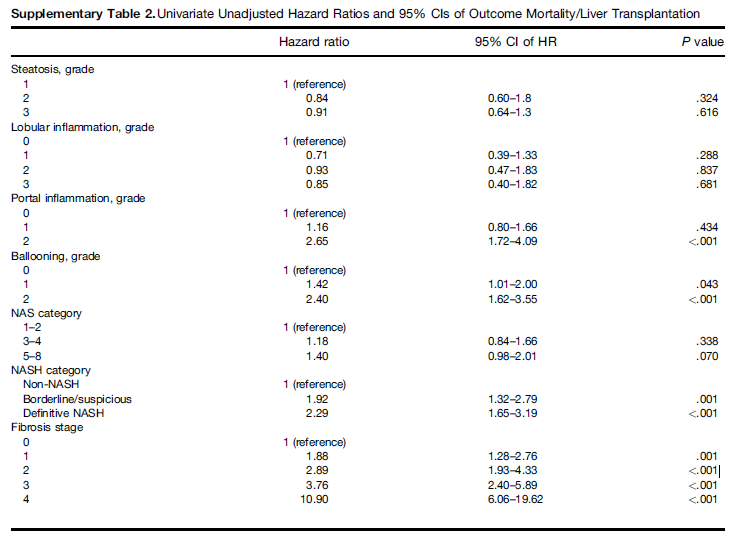 Supplementary Table 2. Univariate Unadjusted Hazard Ratios and 95% CIs of Outcome Mortality/Liver Transplantation
Hazard ratio 95% CI of HR P value
Steatosis, grade
1 1 (reference)
2 0.84 0.60–1.8 .324
3 0.91 0.64–1.3 .616
Lobular inflammation, grade
0 1 (reference)
1 0.71 0.39–1.33 .288
2 0.93 0.47–1.83 .837
3 0.85 0.40–1.82 .681
Portal inflammation, grade
0 1 (reference)
1 1.16 0.80–1.66 .434
2 2.65 1.72–4.09 <.001
Ballooning, grade
0 1 (reference)
1 1.42 1.01–2.00 .043
2 2.40 1.62–3.55 <.001
NAS category
1–2 1 (reference)
3–4 1.18 0.84–1.66 .338
5–8 1.40 0.98–2.01 .070
NASH category
Non-NASH 1 (reference)
Borderline/suspicious 1.92 1.32–2.79 .001
Definitive NASH 2.29 1.65–3.19 <.001
Fibrosis stage
0 1 (reference)
1 1.88 1.28–2.76 .001
2 2.89 1.93–4.33 <.001
3 3.76 2.40–5.89 <.001
4 10.90 6.06–19.62 <.001